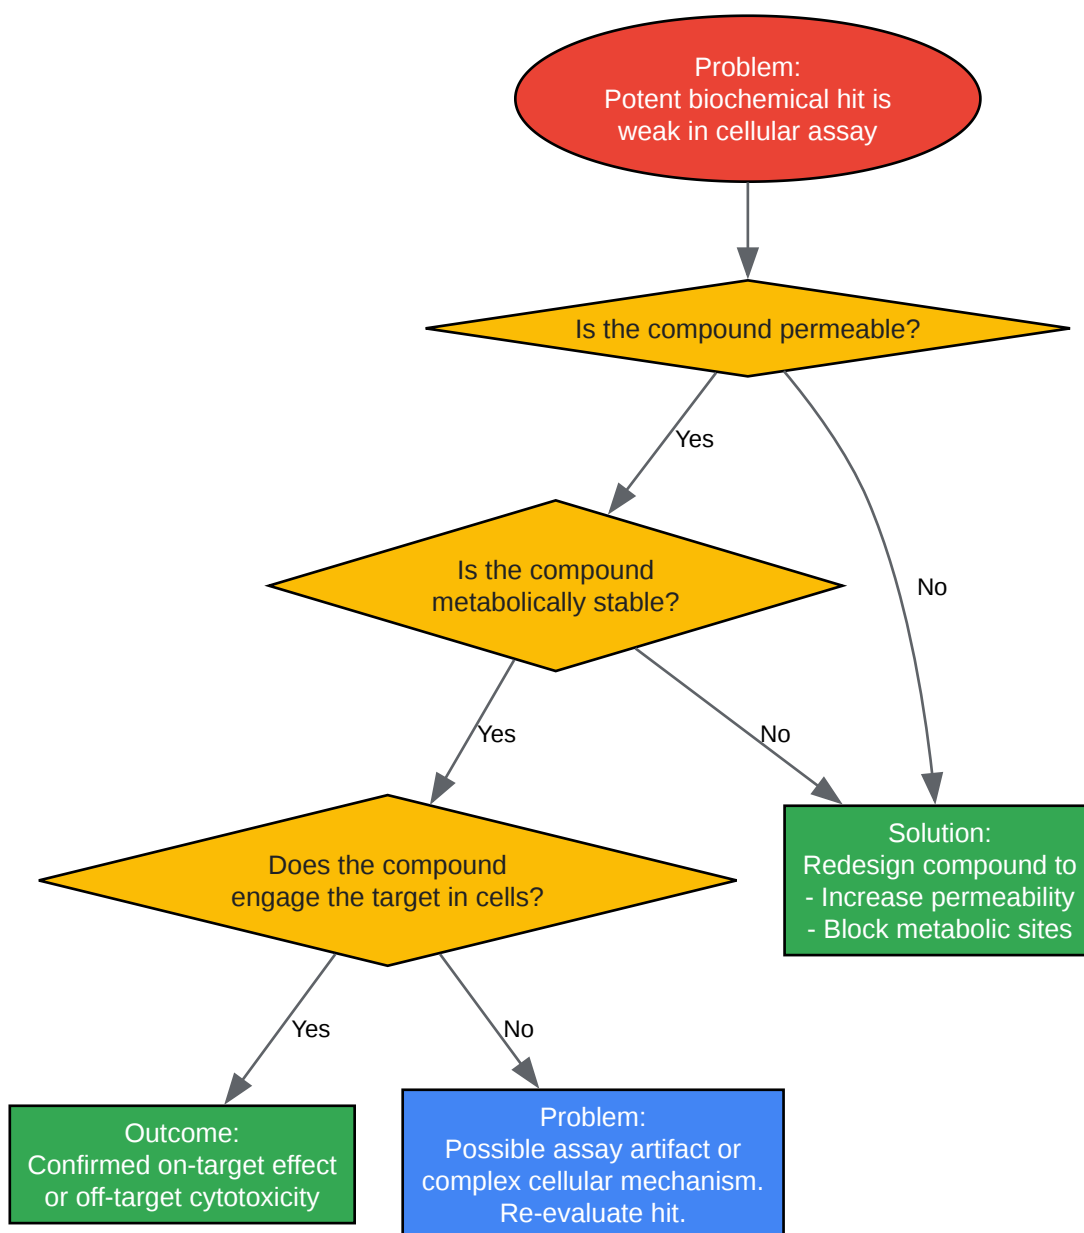 Problem:
Potent biochemical hit is
weak in cellular assay
Is the compound permeable?
Yes
No
Is the compound
metabolically stable?
Yes
No
Does the compound
engage the target in cells?
Solution:
Redesign compound to
- Increase permeability
- Block metabolic sites
Yes
No
Outcome:
Confirmed on-target effect
or off-target cytotoxicity
Problem:
Possible assay artifact or
complex cellular mechanism.
Re-evaluate hit.